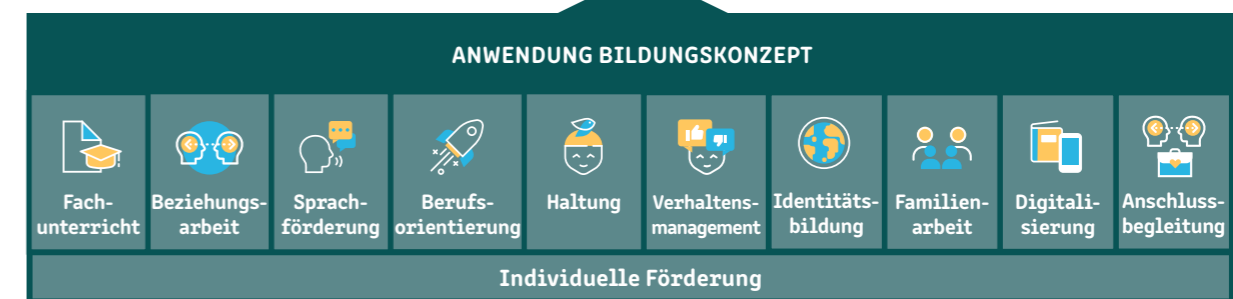 ANWENDUNG BILDUNGSKONZEPT
Fach-
unterricht
Beziehungs-
arbeit
Sprach-
förderung
Berufs-
orientierung
Haltung
Verhaltens-
management
Identitäts-
bildung
Familien-
arbeit
Digitali-
sierung
Anschluss-
begleitung
Individuelle Förderung